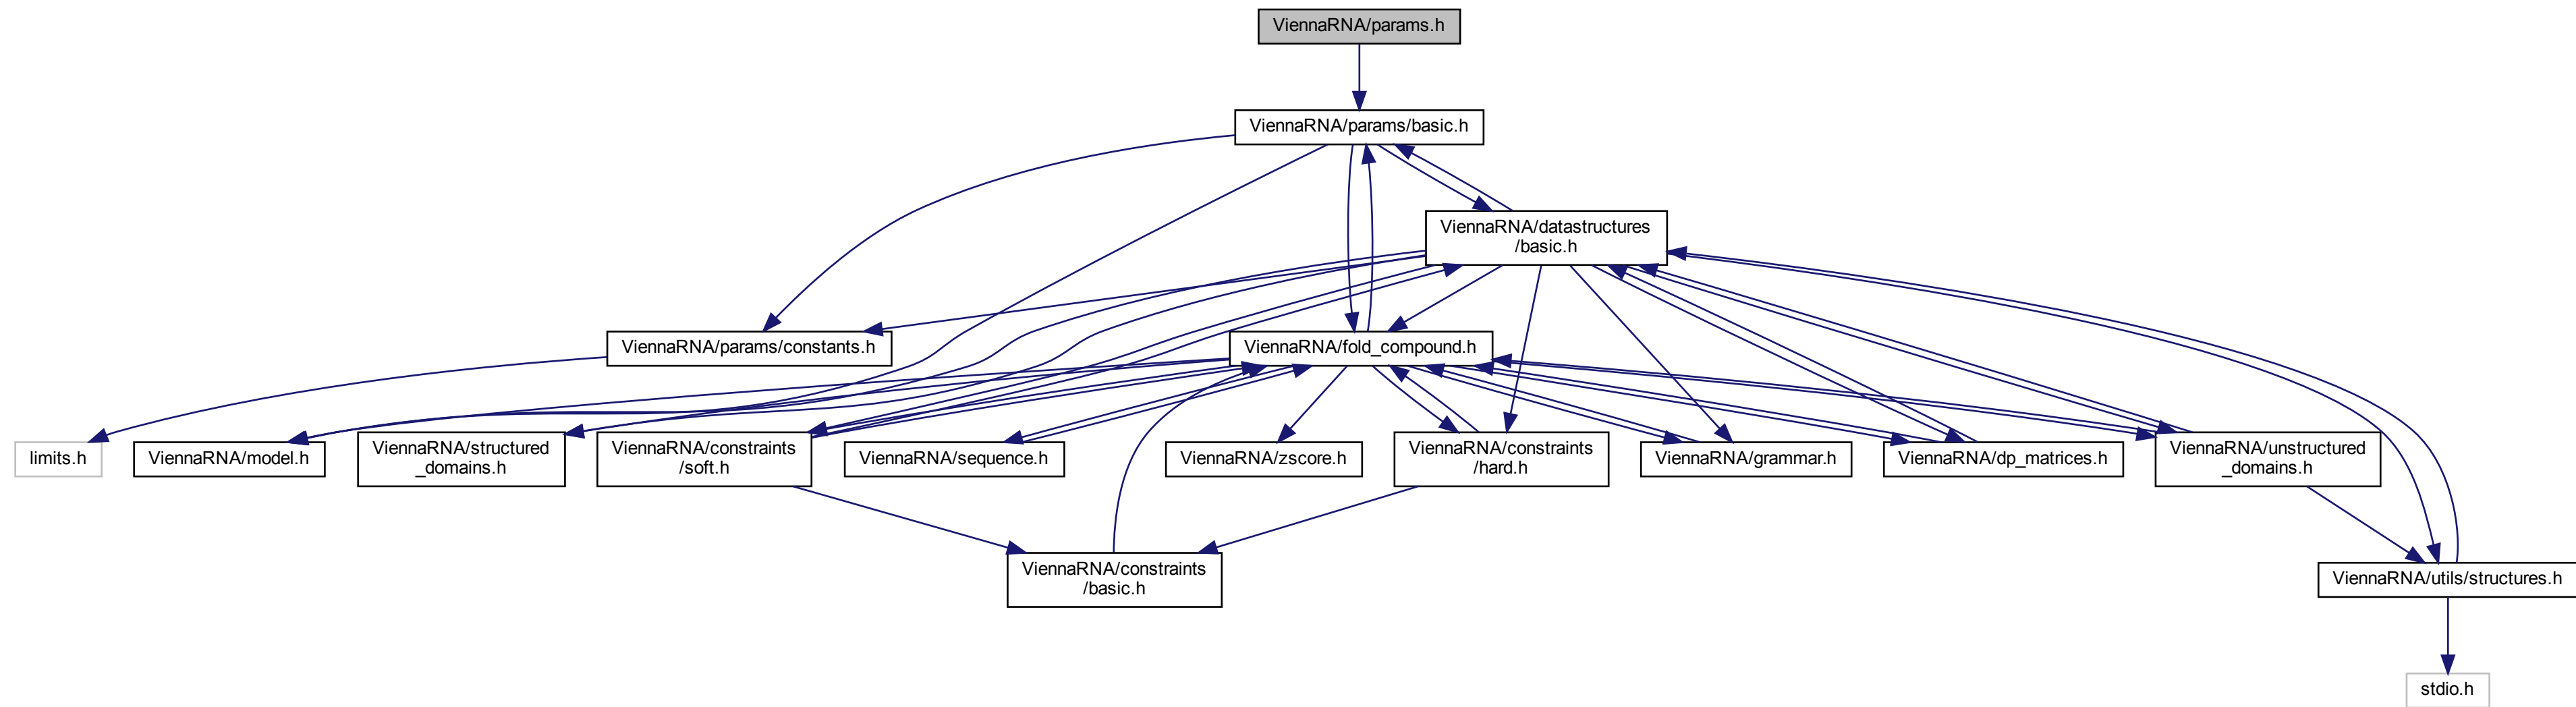 ViennaRNA/params.h
ViennaRNA/params/basic.h
ViennaRNA/datastructures
/basic.h
ViennaRNA/params/constants.h
ViennaRNA/fold_compound.h
limits.h
ViennaRNA/model.h
ViennaRNA/structured
_domains.h
ViennaRNA/constraints
/soft.h
ViennaRNA/sequence.h
ViennaRNA/zscore.h
ViennaRNA/constraints
/hard.h
ViennaRNA/grammar.h
ViennaRNA/dp_matrices.h
ViennaRNA/unstructured
_domains.h
ViennaRNA/constraints
/basic.h
ViennaRNA/utils/structures.h
stdio.h